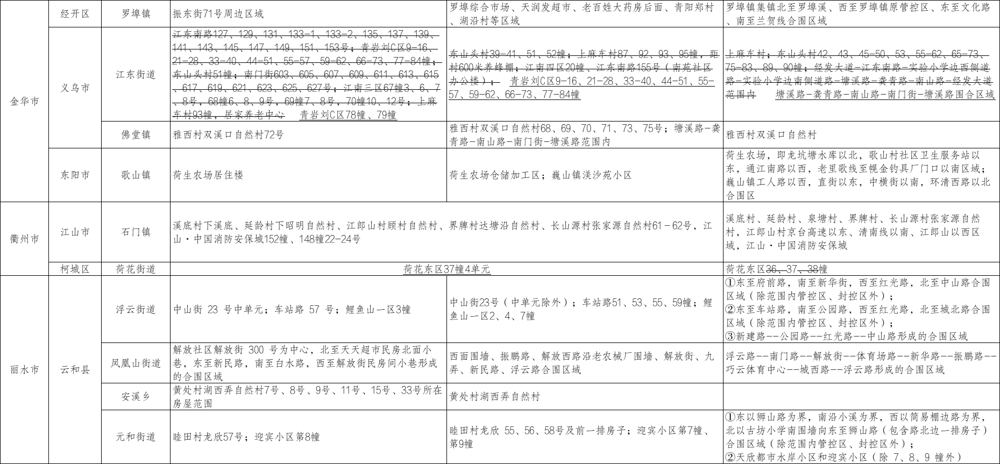 金华市
经开区
罗埠镇
振东街71号周边区域
罗埠综合市场、天润发超市、老百姓大药房后面、青阳郑村
、湖沿村等区域
罗埠镇集镇北至罗埠溪、西至罗埠镇原管控区、东至文化路
、南至兰贺线合围区域
义乌市
江东街道
江东南路127、129、131、133-1、133-2、135、137、139、
141、143、145、147、149、151、153号；青岩刘C区9-16、
21-28、33-40、44-51、55-57、59-62、66-73、77-84幢；
东山头村51幢；南门街603、605、607、609、611、613、615
、617、619、621、623、625、627号；江南三区67幢3、6、7
、8号，68幢6、8、9号，69幢7、8号，70幢10、12号；上麻
车村93幢，居家养老中心 青岩刘C区78幢、79幢
东山头村39-41、51、52幢；上麻车村87、92、93、95幢，距
村600米养蜂棚；江南四区20幢、江东南路155号（南苑社区
办公楼）； 青岩刘C区9-16、21-28、33-40、44-51、55-
57、59-62、66-73、77-84幢
上麻车村；东山头村42、43、45-50、53、55-62、65-73、
75-83、89、90幢；经发大道-江东南路-实验小学边西侧道
路-实验小学边南侧道路-塘溪路-龚青路-南山路-经发大道
范围内 塘溪路-龚青路-南山路-南门街-塘溪路围合区域
佛堂镇
雅西村双溪口自然村72号
雅西村双溪口自然村68、69、70、71、73、75号；塘溪路-龚
青路-南山路-南门街-塘溪路范围内
雅西村双溪口自然村
东阳市
歌山镇
荷生农场居住楼
荷生农场仓储加工区；巍山镇渼沙苑小区
荷生农场，即龙坑塘水库以北，歌山村社区卫生服务站以
东，通江南路以西，老里歌线至幌金钓具厂门口以南区域；
巍山镇工人路以西，直街以东，中横街以南，环清西路以北
合围区
衢州市
江山市
石门镇
溪底村下溪底、延龄村下昭明自然村、江郎山村顾村自然村、界牌村达塘沿自然村、长山源村张家源自然村61－62号，江
山·中国消防安保城152幢、148幢22-24号
溪底村、延龄村、泉塘村、界牌村、长山源村张家源自然
村，江郎山村京台高速以东、清南线以南、江郎山以西区
域，江山·中国消防安保城
柯城区
荷花街道
荷花东区37幢4单元
荷花东区36、37、38幢
丽水市
云和县
浮云街道
中山街 23 号中单元；车站路 57 号；鲤鱼山一区3幢
中山街23号（中单元除外）；车站路51、53、55、59幢；鲤
鱼山一区2、4、7幢
①东至府前路，南至新华街，西至红光路，北至中山路合围
区域（除范围内管控区、封控区外）；
②东至车站路，南至公园路，西至红光路，北至城北路合围
区域（除范围内管控区、封控区外）；
③新建路--公园路--红光路--中山路形成的合围区域
凤凰山街道
解放社区解放街 300 号为中心，北至天天超市民房北面小
巷，东至新民路，南至白水路，西至解放街民房间小巷形成
的合围区域
西面围墙、振鹏路、解放西路沿老农械厂围墙、解放街、九
弄、新民路、浮云路合围区域
浮云路--南门路--解放街--体育场路--新华路--振鹏路--
巧云体育中心--城西路--浮云路形成的合围区域
安溪乡
黄处村湖西弄自然村7号、8号、9号、11号、15号、33号所在
房屋范围
黄处村湖西弄自然村
元和街道
睦田村龙欣57号；迎宾小区第8幢
睦田村龙欣 55、56、58号及前一排房子；迎宾小区第7幢、
第9幢
①东以狮山路为界，南沿小溪为界，西以简易棚边路为界，
北以古坊小学南围墙向东至狮山路（包含路北边一排房子）
合围区域（除范围内管控区、封控区外）；
②天欣都市水岸小区和迎宾小区（除 7、8、9 幢外）